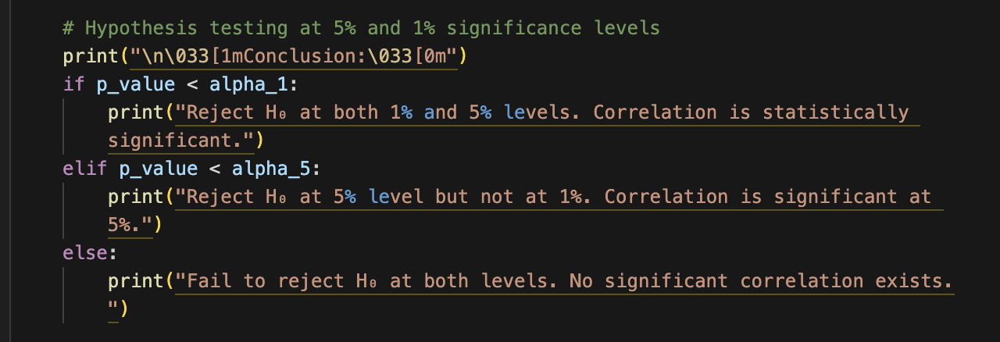 # Hypothesis testing at 5% and 1% significance levels
print("\n\033[1mConclusion:\033[0m")
if p_value < alpha_1:
    print("Reject H₀ at both 1% and 5% levels. Correlation is statistically
    significant.")
elif p_value < alpha_5:
    print("Reject H₀ at 5% level but not at 1%. Correlation is significant at
    5%.")
else:
    print("Fail to reject H₀ at both levels. No significant correlation exists.
    ")